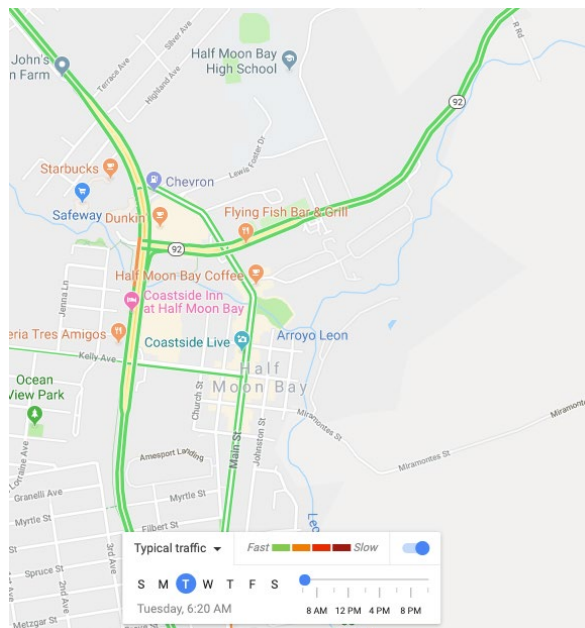 Silver Ave
John's
n Farm
Terrace Ave
Highland Ave
Half Moon Bay
High School
R Rd
92
Starbucks
Chevron
Lewis Foster Dr
Safeway
Dunkin'
Flying Fish Bar & Grill
92
Half Moon Bay Coffee
Jenna Ln
Coastside Inn
at Half Moon Bay
eria Tres Amigos
Coastside Live
Arroyo Leon
Kelly Ave
Half
Moon Bay
Ocean
View Park
Church St
Main St
Johnston St
Miramontes St
Miramontes St
Miramontes
Lorraine Ave
Amesport Landing
Granelli Ave
Myrtle St
Myrtle St
Filbert St
3rd Ave
2nd Ave
Spruce St
Metzgar St
Typical traffic
Fast
Slow
S M T W T F S
Tuesday, 6:20 AM
8 AM 12 PM 4 PM 8 PM